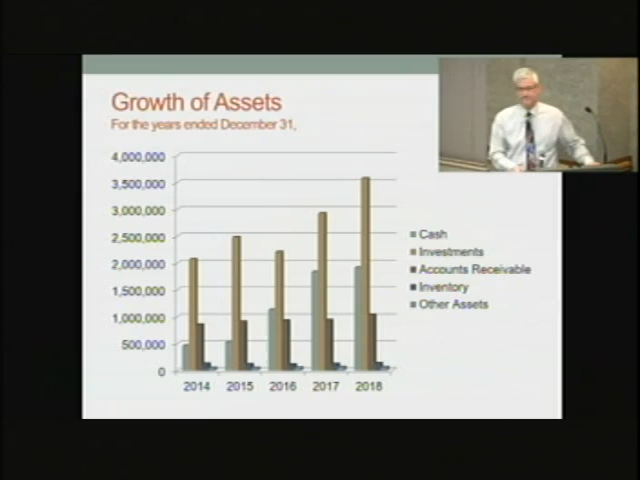 Growth of Assets
For the years ended December 31,
4,000,000
3,500,000
3,000,000
2,500,000
2,000,000
1,500,000
1,000,000
500,000
0
2014 2015 2016 2017 2018
Cash
Investments
Accounts Receivable
Inventory
Other Assets